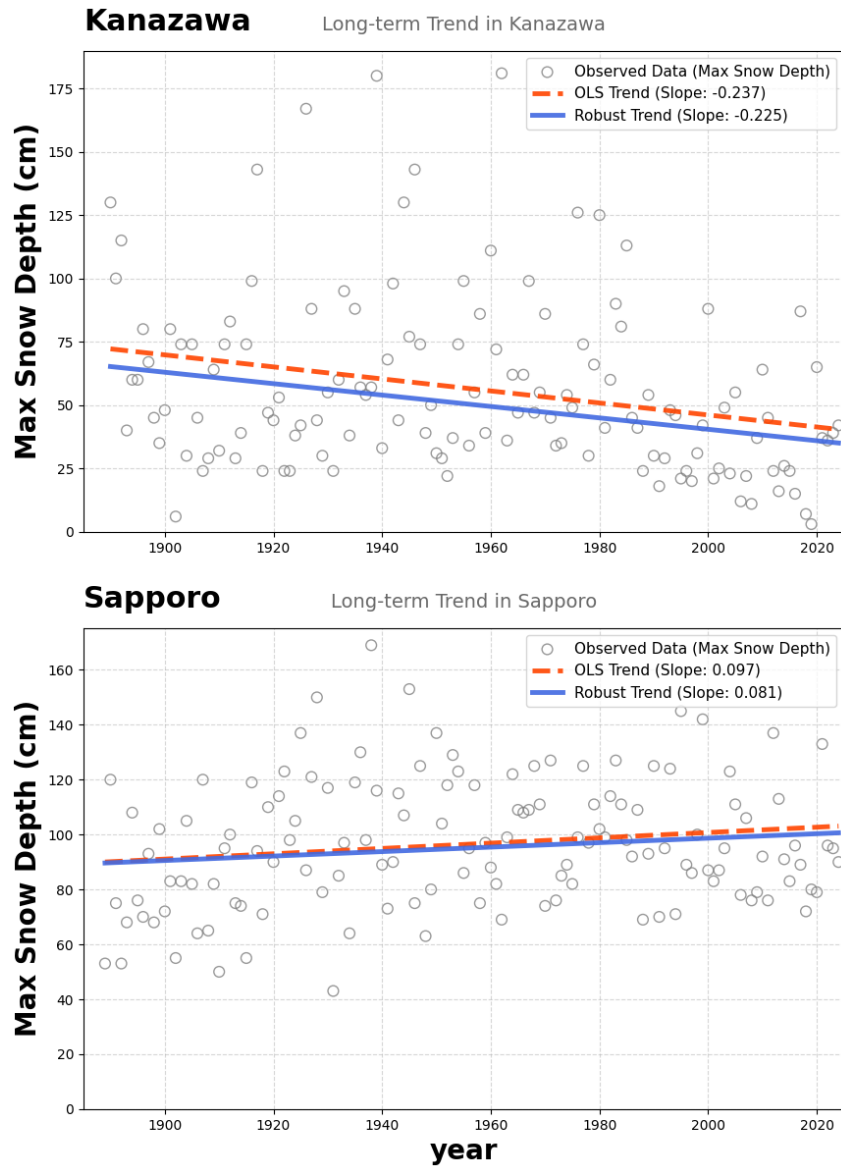 Kanazawa Long-term Trend in Kanazawa
Max Snow Depth (cm)
175
150
125
100
75
50
25
0
Observed Data (Max Snow Depth)
OLS Trend (Slope: -0.237)
Robust Trend (Slope: -0.225)
1900 1920 1940 1960 1980 2000 2020
Sapporo Long-term Trend in Sapporo
Max Snow Depth (cm)
160
140
120
100
80
60
40
20
0
Observed Data (Max Snow Depth)
OLS Trend (Slope: 0.097)
Robust Trend (Slope: 0.081)
1900 1920 1940 1960 1980 2000 2020
year